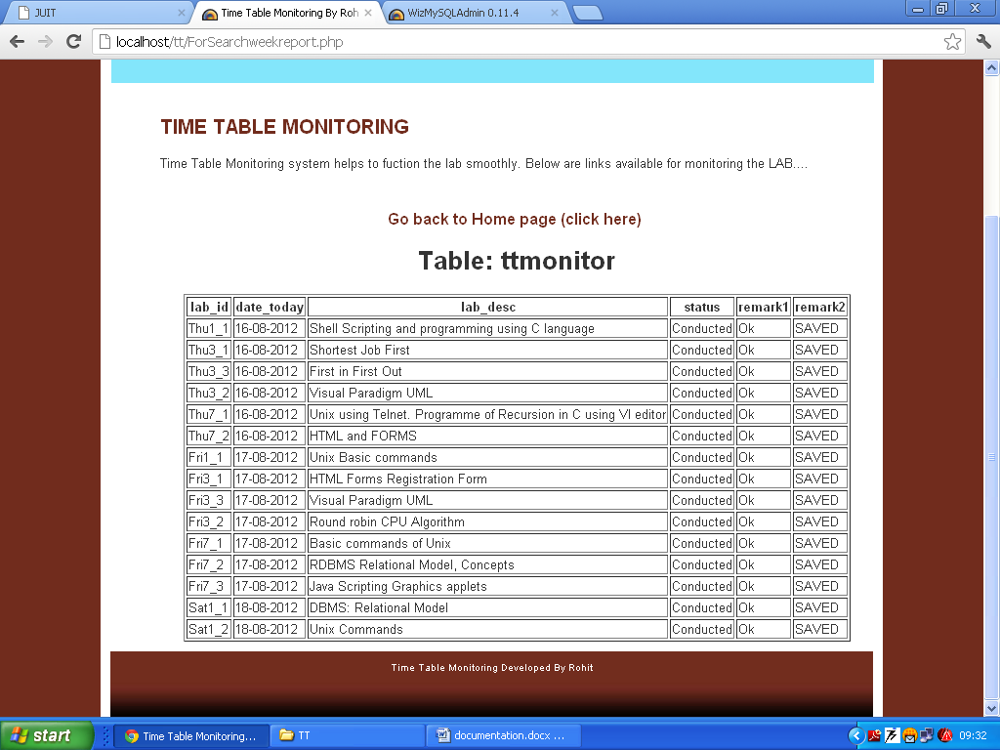 JUIT
Time Table Monitoring By Roh
WizMySQLAdmin 0.11.4
localhost/tt/ForSearchweekreport.php
TIME TABLE MONITORING
Time Table Monitoring system helps to fuction the lab smoothly. Below are links available for monitoring the LAB....
Go back to Home page (click here)
Table: ttmonitor
lab_id date_today lab_desc status remark1 remark2
Thu1_1 16-08-2012 Shell Scripting and programming using C language Conducted Ok SAVED
Thu3_1 16-08-2012 Shortest Job First Conducted Ok SAVED
Thu3_3 16-08-2012 First in First Out Conducted Ok SAVED
Thu3_2 16-08-2012 Visual Paradigm UML Conducted Ok SAVED
Thu7_1 16-08-2012 Unix using Telnet. Programme of Recursion in C using VI editor Conducted Ok SAVED
Thu7_2 16-08-2012 HTML and FORMS Conducted Ok SAVED
Fri1_1 17-08-2012 Unix Basic commands Conducted Ok SAVED
Fri3_1 17-08-2012 HTML Forms Registration Form Conducted Ok SAVED
Fri3_3 17-08-2012 Visual Paradigm UML Conducted Ok SAVED
Fri3_2 17-08-2012 Round robin CPU Algorithm Conducted Ok SAVED
Fri7_1 17-08-2012 Basic commands of Unix Conducted Ok SAVED
Fri7_2 17-08-2012 RDBMS Relational Model, Concepts Conducted Ok SAVED
Fri7_3 17-08-2012 Java Scripting Graphics applets Conducted Ok SAVED
Sat1_1 18-08-2012 DBMS: Relational Model Conducted Ok SAVED
Sat1_2 18-08-2012 Unix Commands Conducted Ok SAVED
Time Table Monitoring Developed By Rohit
start Time Table Monitoring... TT documentation.docx ... 09:32